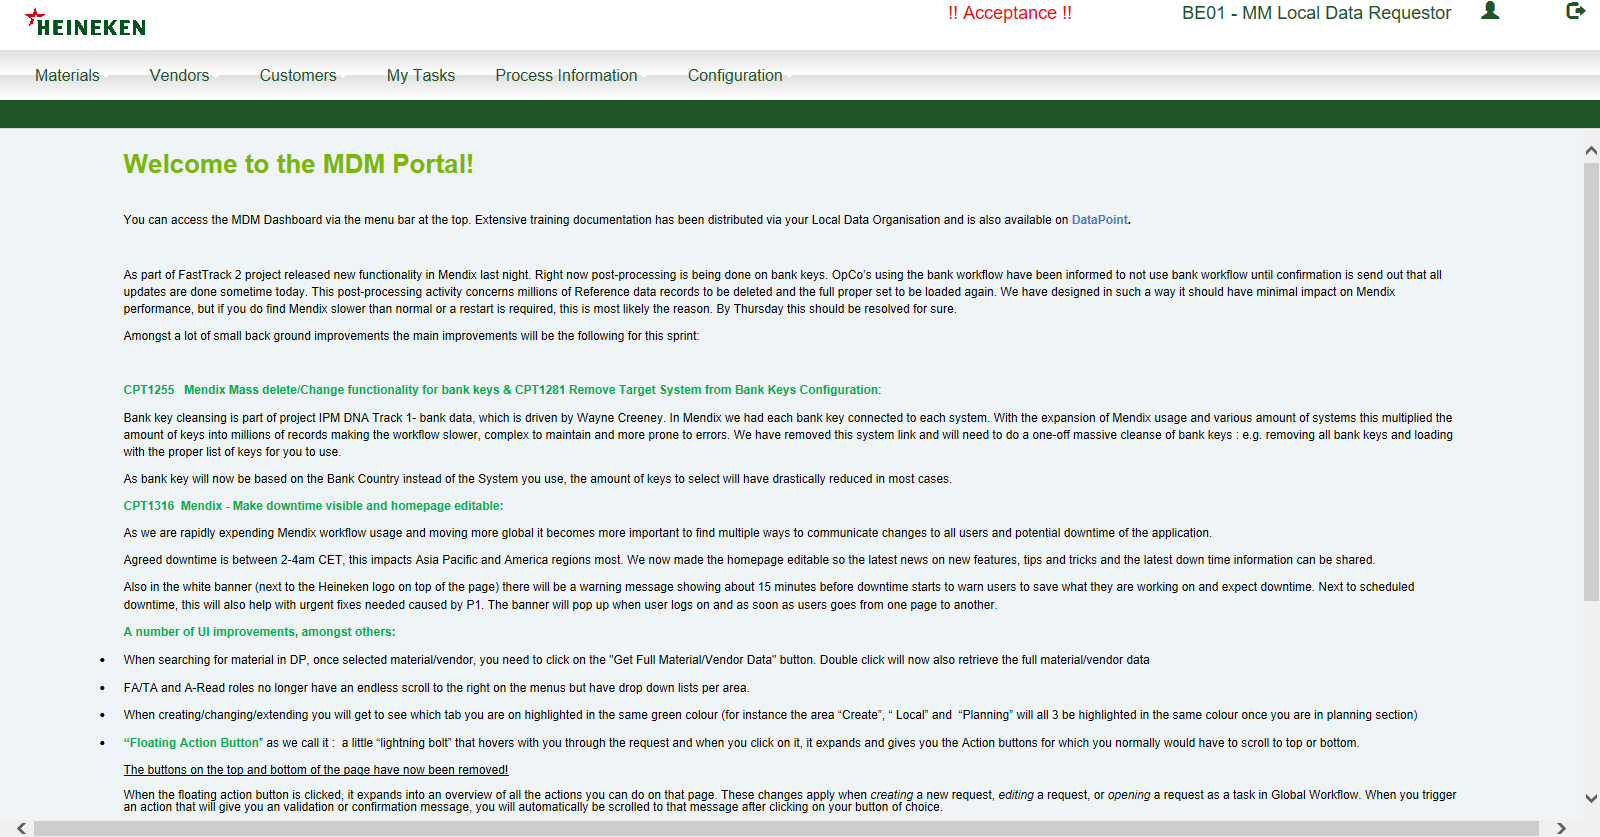 HEINEKEN
!! Acceptance !!
BE01 - MM Local Data Requestor
Materials
Vendors
Customers
My Tasks
Process Information
Configuration
Welcome to the MDM Portal!
You can access the MDM Dashboard via the menu bar at the top. Extensive training documentation has been distributed via your Local Data Organisation and is also available on DataPoint.
As part of FastTrack 2 project released new functionality in Mendix last night. Right now post-processing is being done on bank keys. OpCo's using the bank workflow have been informed to not use bank workflow until confirmation is send out that all
updates are done sometime today. This post-processing activity concerns millions of Reference data records to be deleted and the full proper set to be loaded again. We have designed in such a way it should have minimal impact on Mendix
performance, but if you do find Mendix slower than normal or a restart is required, this is most likely the reason. By Thursday this should be resolved for sure.
Amongst a lot of small back ground improvements the main improvements will be the following for this sprint:
CPT1255   Mendix Mass delete/Change functionality for bank keys & CPT1281 Remove Target System from Bank Keys Configuration:
Bank key cleansing is part of project IPM DNA Track 1- bank data, which is driven by Wayne Creeney. In Mendix we had each bank key connected to each system. With the expansion of Mendix usage and various amount of systems this multiplied the
amount of keys into millions of records making the workflow slower, complex to maintain and more prone to errors. We have removed this system link and will need to do a one-off massive cleanse of bank keys : e.g. removing all bank keys and loading
with the proper list of keys for you to use.
As bank key will now be based on the Bank Country instead of the System you use, the amount of keys to select will have drastically reduced in most cases.
CPT1316  Mendix - Make downtime visible and homepage editable:
As we are rapidly expending Mendix workflow usage and moving more global it becomes more important to find multiple ways to communicate changes to all users and potential downtime of the application.
Agreed downtime is between 2-4am CET, this impacts Asia Pacific and America regions most. We now made the homepage editable so the latest news on new features, tips and tricks and the latest down time information can be shared.
Also in the white banner (next to the Heineken logo on top of the page) there will be a warning message showing about 15 minutes before downtime starts to warn users to save what they are working on and expect downtime. Next to scheduled
downtime, this will also help with urgent fixes needed caused by P1. The banner will pop up when user logs on and as soon as users goes from one page to another.
A number of UI improvements, amongst others:
• When searching for material in DP, once selected material/vendor, you need to click on the "Get Full Material/Vendor Data" button. Double click will now also retrieve the full material/vendor data
• FA/TA and A-Read roles no longer have an endless scroll to the right on the menus but have drop down lists per area.
• When creating/changing/extending you will get to see which tab you are on highlighted in the same green colour (for instance the area “Create”, “ Local” and  “Planning” will all 3 be highlighted in the same colour once you are in planning section)
• “Floating Action Button” as we call it :  a little “lightning bolt” that hovers with you through the request and when you click on it, it expands and gives you the Action buttons for which you normally would have to scroll to top or bottom.
The buttons on the top and bottom of the page have now been removed!
When the floating action button is clicked, it expands into an overview of all the actions you can do on that page. These changes apply when creating a new request, editing a request, or opening a request as a task in Global Workflow. When you trigger
an action that will give you an validation or confirmation message, you will automatically be scrolled to that message after clicking on your button of choice.